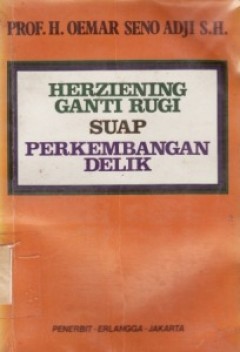 PROF. H. OEMAR SENO ADJI S.H.
HERZIENING
GANTI RUGI
SUAP
PERKEMBANGAN
DELIK
PENERBIT-ERLANGGA-JAKARTA